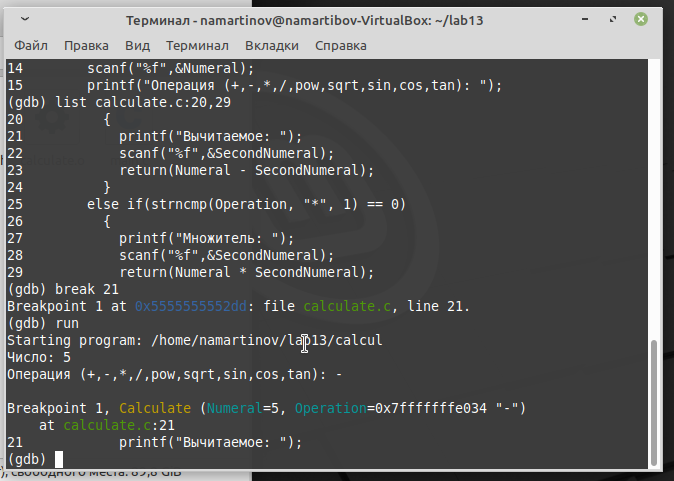 Терминал - namartinov@namartibov-VirtualBox: ~/lab13
Файл Правка Вид Терминал Вкладки Справка
14        scanf("%f",&Numeral);
15        printf("Операция (+,-,*,/,pow,sqrt,sin,cos,tan): ");
(gdb) list calculate.c:20,29
20          {
21            printf("Вычитаемое: ");
22            scanf("%f",&SecondNumeral);
23            return(Numeral - SecondNumeral);
24          }
25        else if(strncmp(Operation, "*", 1) == 0)
26          {
27            printf("Множитель: ");
28            scanf("%f",&SecondNumeral);
29            return(Numeral * SecondNumeral);
(gdb) break 21
Breakpoint 1 at 0x5555555552dd: file calculate.c, line 21.
(gdb) run
Starting program: /home/namartinov/lab13/calcul
Число: 5
Операция (+,-,*,/,pow,sqrt,sin,cos,tan): -
Breakpoint 1, Calculate (Numeral=5, Operation=0x7fffffffe034 "-")
    at calculate.c:21
21            printf("Вычитаемое: ");
(gdb)
), свободного места: 89,8 GiB